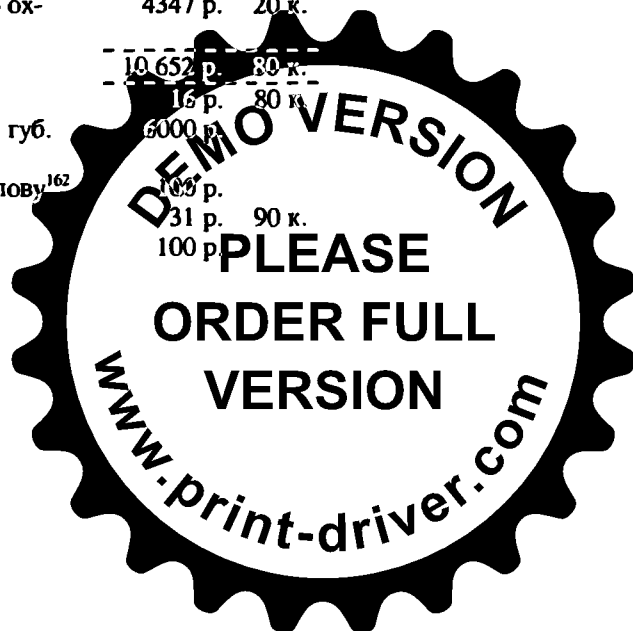 ох- 4347 р. 20 к.
10 652 р. 80 к.
16 р. 80 к
губ. 6000 р.
лову¹⁶² р.
31 р. 90 к.
100 р.
DEMO VERSION
PLEASE
ORDER FULL
VERSION
www.print-driver.com